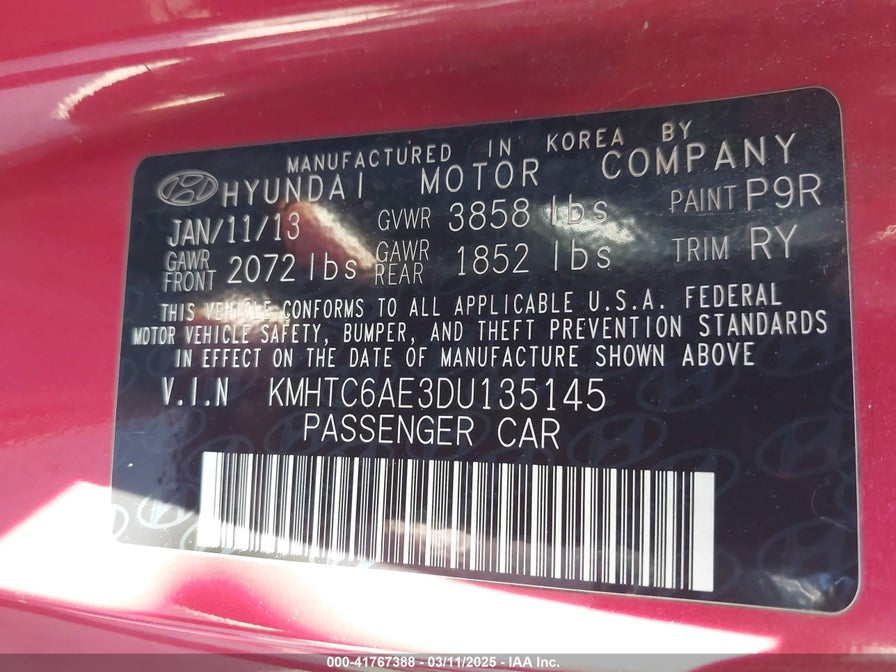 MANUFACTURED IN KOREA BY
HYUNDAI MOTOR COMPANY
JAN/11/13 GVWR 3858 lbs PAINT P9R
GAWR FRONT 2072 lbs GAWR REAR 1852 lbs TRIM RY
THIS VEHICLE CONFORMS TO ALL APPLICABLE U.S.A. FEDERAL
MOTOR VEHICLE SAFETY, BUMPER, AND THEFT PREVENTION STANDARDS
IN EFFECT ON THE DATE OF MANUFACTURE SHOWN ABOVE
V.I.N KMHTC6AE3DU135145
PASSENGER CAR
000-41767388 - 03/11/2025 - IAA Inc.